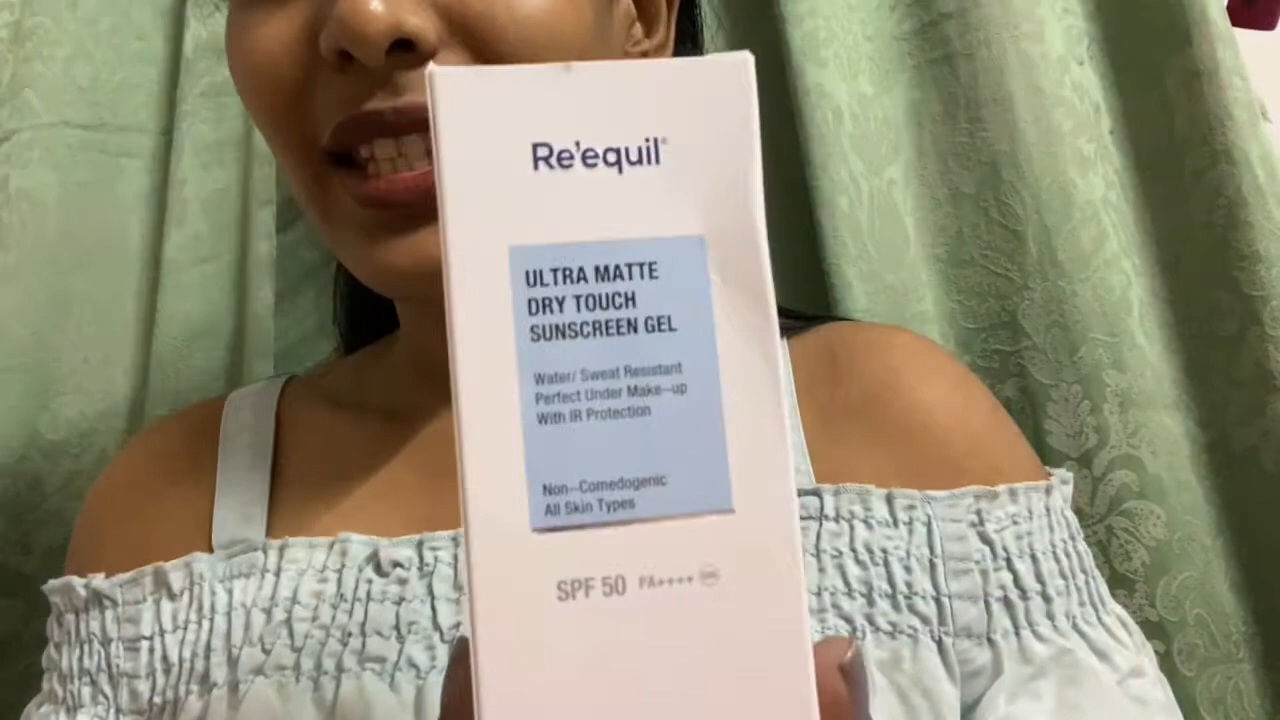 Re'equil®
ULTRA MATTE
DRY TOUCH
SUNSCREEN GEL
Water/ Sweat Resistant
Perfect Under Make-up
With IR Protection
Non-Comedogenic
All Skin Types
SPF 50 PA++++